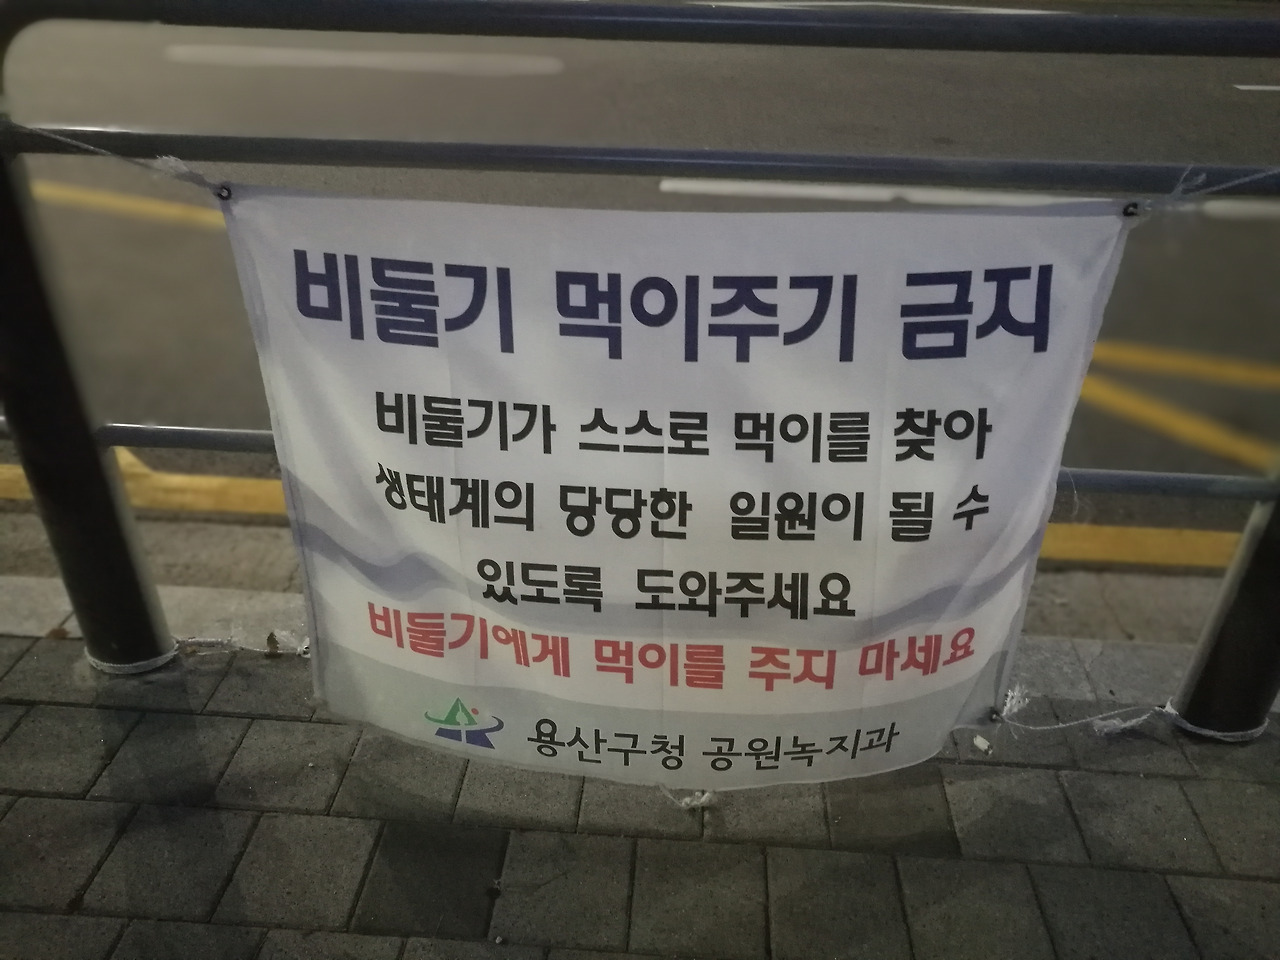 비둘기 먹이주기 금지
비둘기가 스스로 먹이를 찾아
생태계의 당당한 일원이 될 수
있도록 도와주세요
비둘기에게 먹이를 주지 마세요
용산구청 공원녹지과